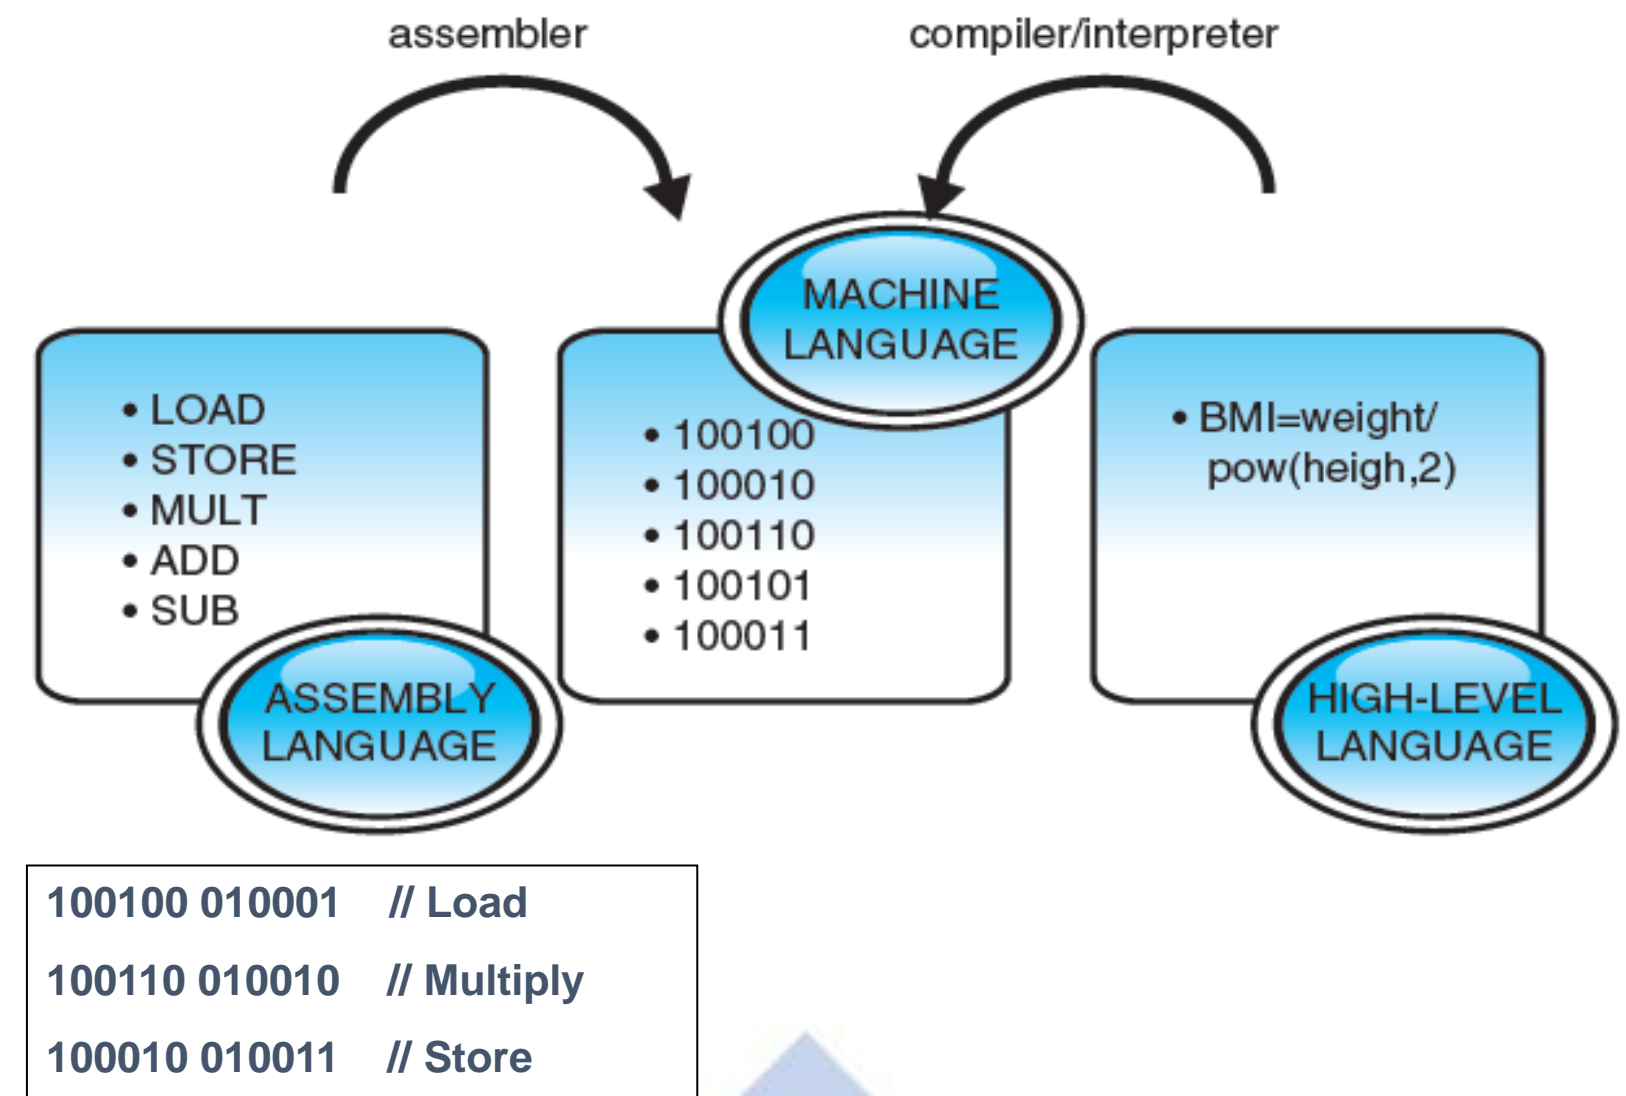 assembler
compiler/interpreter
MACHINE
LANGUAGE
• LOAD
• STORE
• MULT
• ADD
• SUB
ASSEMBLY
LANGUAGE
• 100100
• 100010
• 100110
• 100101
• 100011
• BMI=weight/
pow(heigh,2)
HIGH-LEVEL
LANGUAGE
100100 010001 // Load
100110 010010 // Multiply
100010 010011 // Store